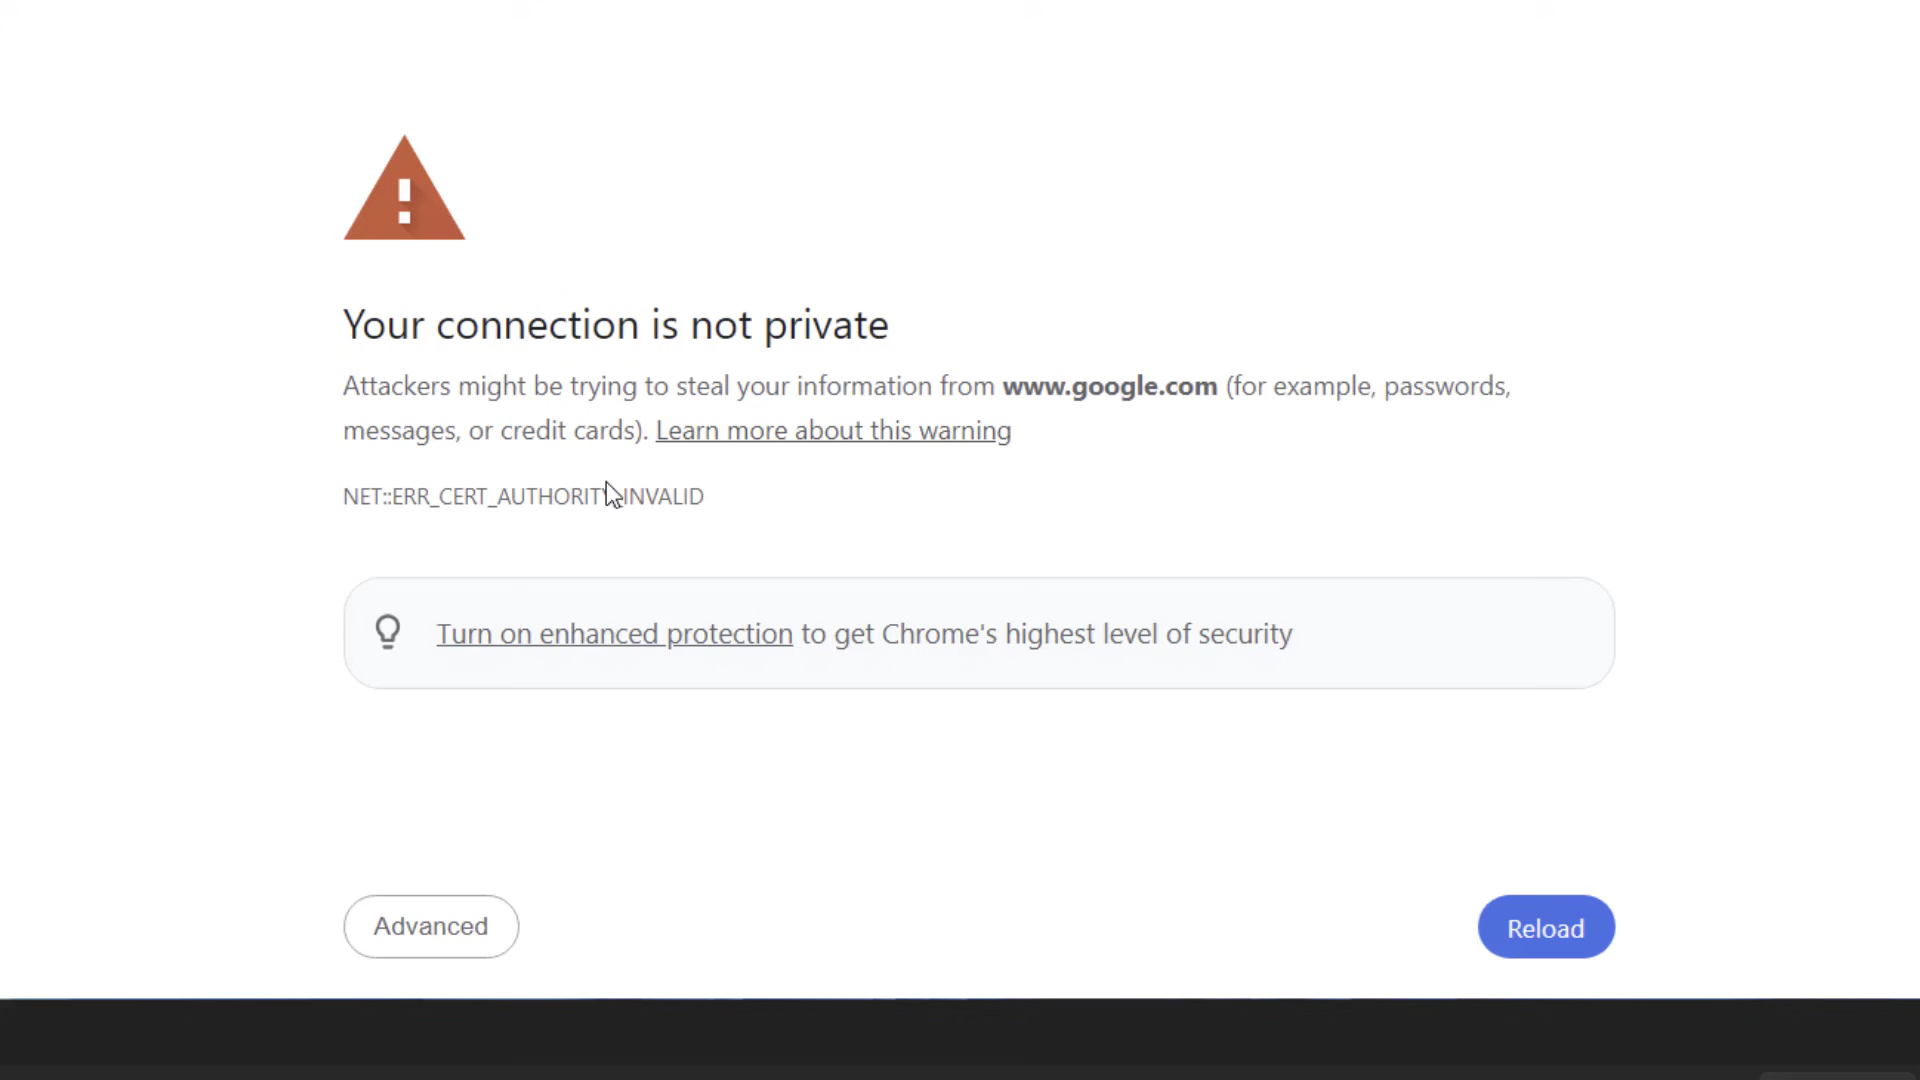 Your connection is not private
Attackers might be trying to steal your information from www.google.com (for example, passwords,
messages, or credit cards). Learn more about this warning
NET::ERR_CERT_AUTHORITY_INVALID
Turn on enhanced protection to get Chrome's highest level of security
Advanced
Reload